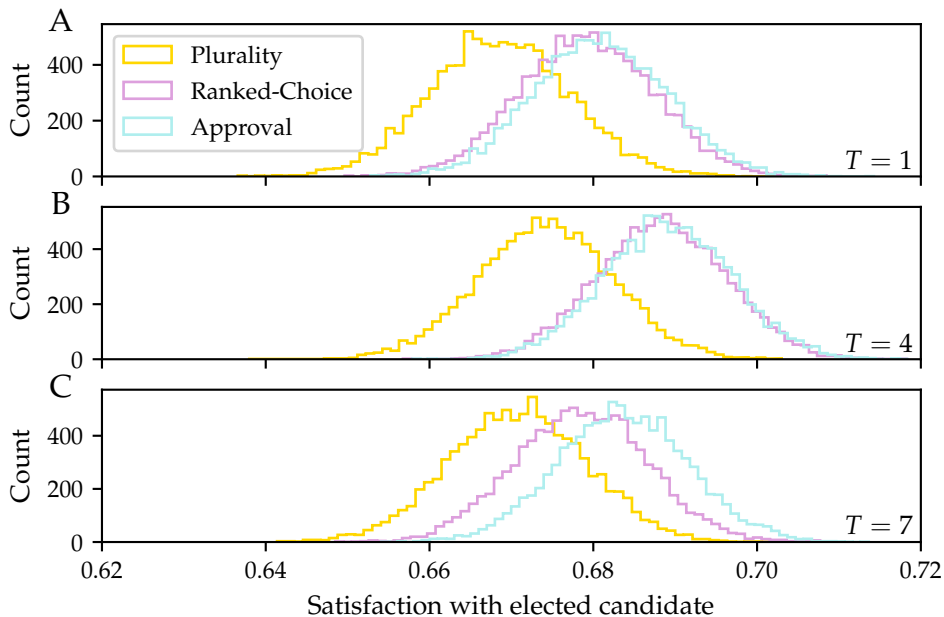 A
400
200
0
Count
Plurality
Ranked-Choice
Approval
T = 1
B
400
200
0
Count
T = 4
C
400
200
0
Count
T = 7
0.62 0.64 0.66 0.68 0.70 0.72
Satisfaction with elected candidate